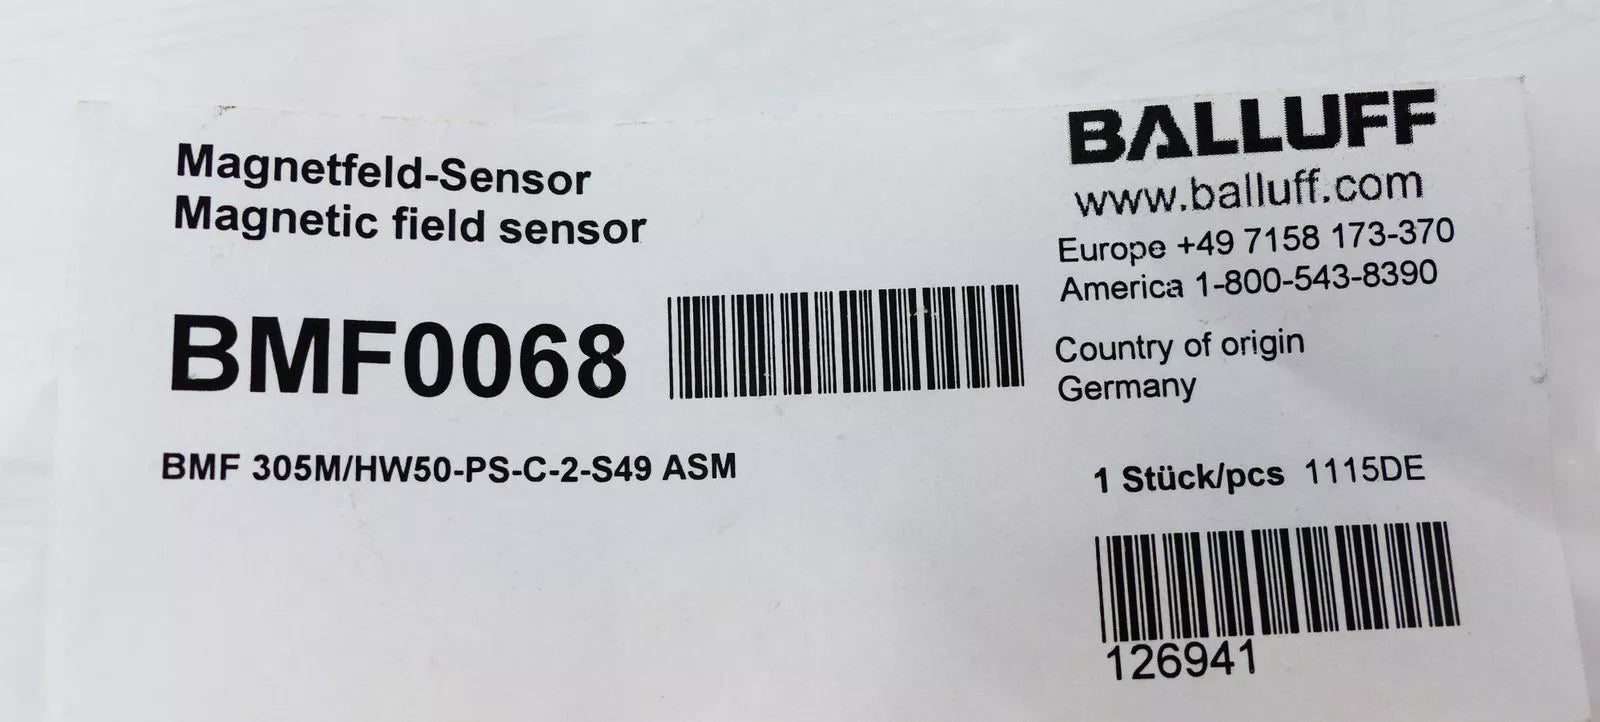 Magnetfeld-Sensor
Magnetic field sensor
BMF0068
BMF 305M/HW50-PS-C-2-S49 ASM
BALLUFF
www.balluff.com
Europe +49 7158 173-370
America 1-800-543-8390
Country of origin
Germany
1 Stück/pcs 1115DE
126941